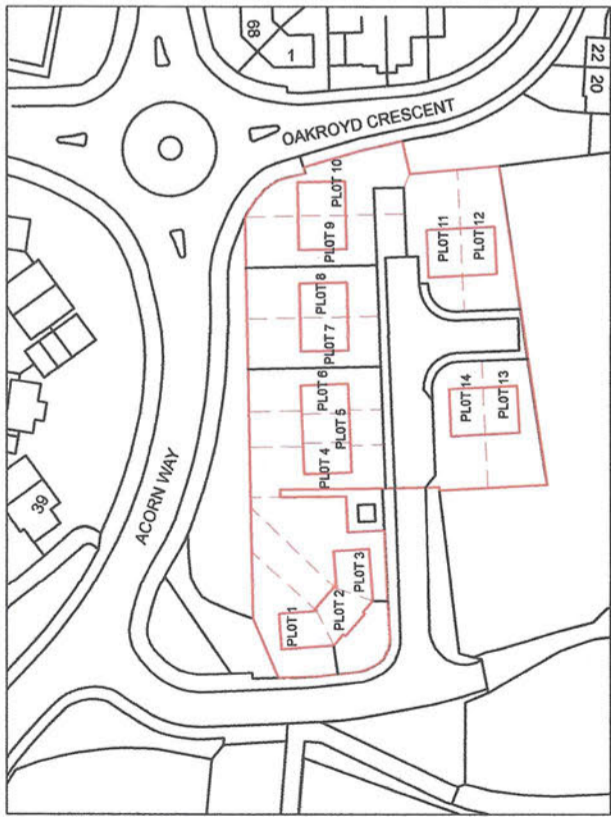 68
1
22
20
OAKROYD CRESCENT
PLOT 10
PLOT 9
PLOT 8
PLOT 7
PLOT 6
PLOT 5
PLOT 4
PLOT 11
PLOT 12
PLOT 14
PLOT 13
39
ACORN WAY
PLOT 1
PLOT 2
PLOT 3